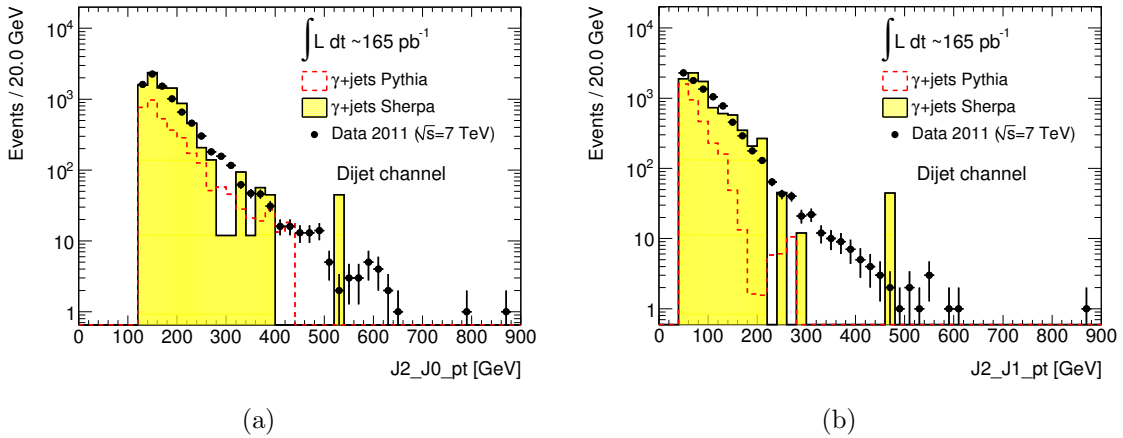 Events / 20.0 GeV
10⁴
10³
10²
10
1
∫ L dt ~165 pb⁻¹
γ+jets Pythia
γ+jets Sherpa
Data 2011 (√s=7 TeV)
Dijet channel
0 100 200 300 400 500 600 700 800 900
J2_J0_pt [GeV]
(a)
Events / 20.0 GeV
10⁴
10³
10²
10
1
∫ L dt ~165 pb⁻¹
γ+jets Pythia
γ+jets Sherpa
Data 2011 (√s=7 TeV)
Dijet channel
0 100 200 300 400 500 600 700 800 900
J2_J1_pt [GeV]
(b)